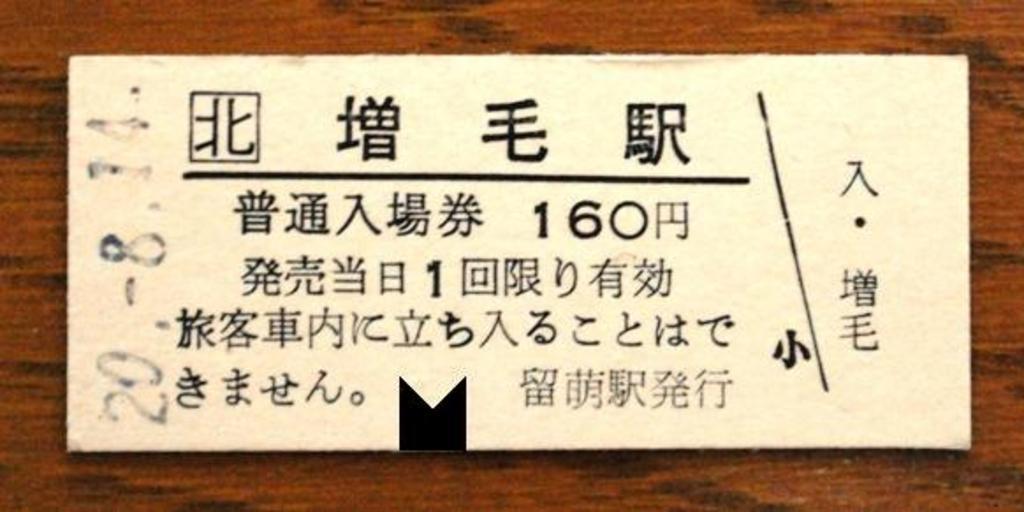 北 増毛駅
普通入場券 160円
発売当日1回限り有効
旅客車内に立ち入ることはで
きません。 留萌駅発行
小
入・増毛
20.-8.14.